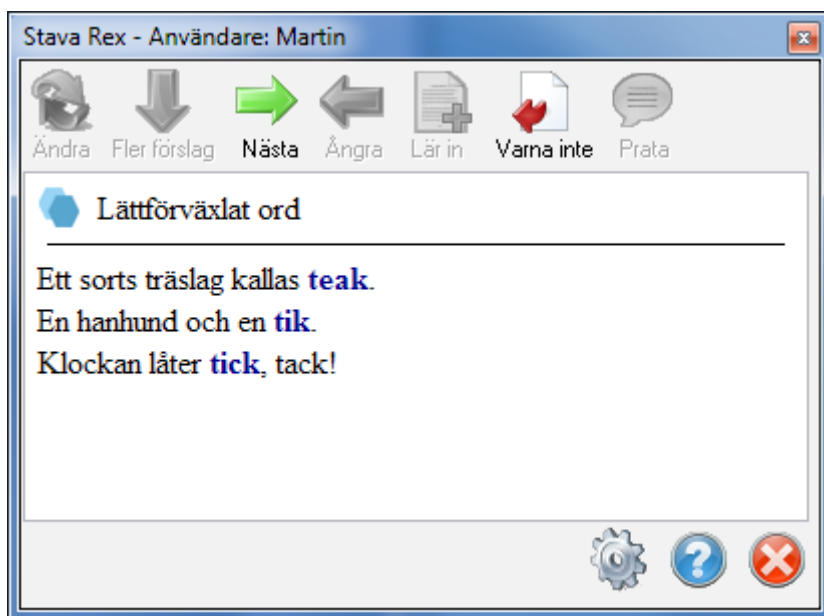 Stava Rex - Användare: Martin
Ändra Fler förslag Nästa Ångra Lär in Varna inte Prata
Lättförväxlat ord
Ett sorts träslag kallas teak.
En hanhund och en tik.
Klockan låter tick, tack!